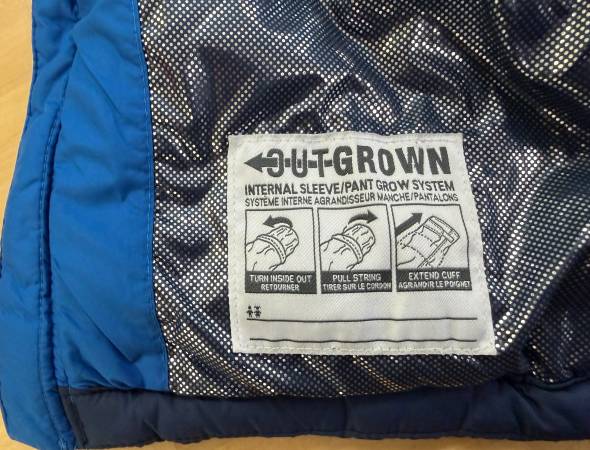 OUTGROWN
INTERNAL SLEEVE/PANT GROW SYSTEM
SYSTÈME INTERNE AGRANDISSEUR MANCHE/PANTALONS
TURN INSIDE OUT
RETOURNER
PULL STRING
TIRER SUR LE CORDON
EXTEND CUFF
AGRANDIR LE POIGNET